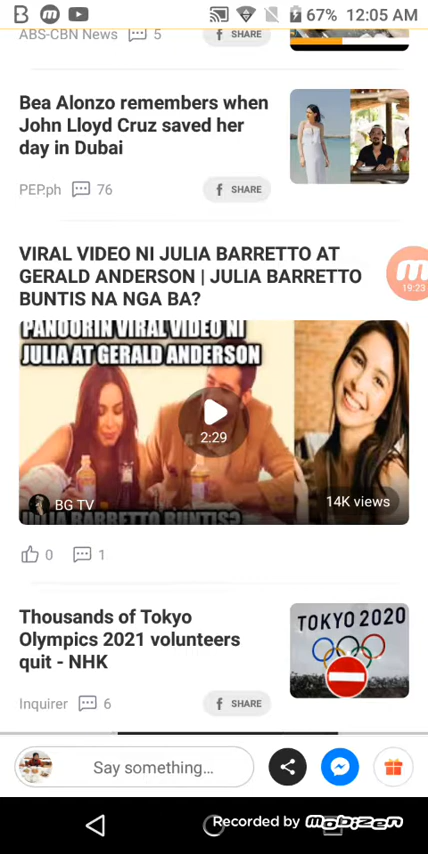 67% 12:05 AM
ABS-CBN News 5
SHARE
Bea Alonzo remembers when
John Lloyd Cruz saved her
day in Dubai
PEP.ph 76
SHARE
VIRAL VIDEO NI JULIA BARRETTO AT
GERALD ANDERSON | JULIA BARRETTO
BUNTIS NA NGA BA?
19:23
PANOORIN VIRAL VIDEO NI
JULIA AT GERALD ANDERSON
2:29
BG TV
14K views
JULIA BARRETTO BUNTIS?
0 1
Thousands of Tokyo
Olympics 2021 volunteers
quit - NHK
TOKYO 2020
Inquirer 6
SHARE
Say something...
Recorded by MOBIZEN